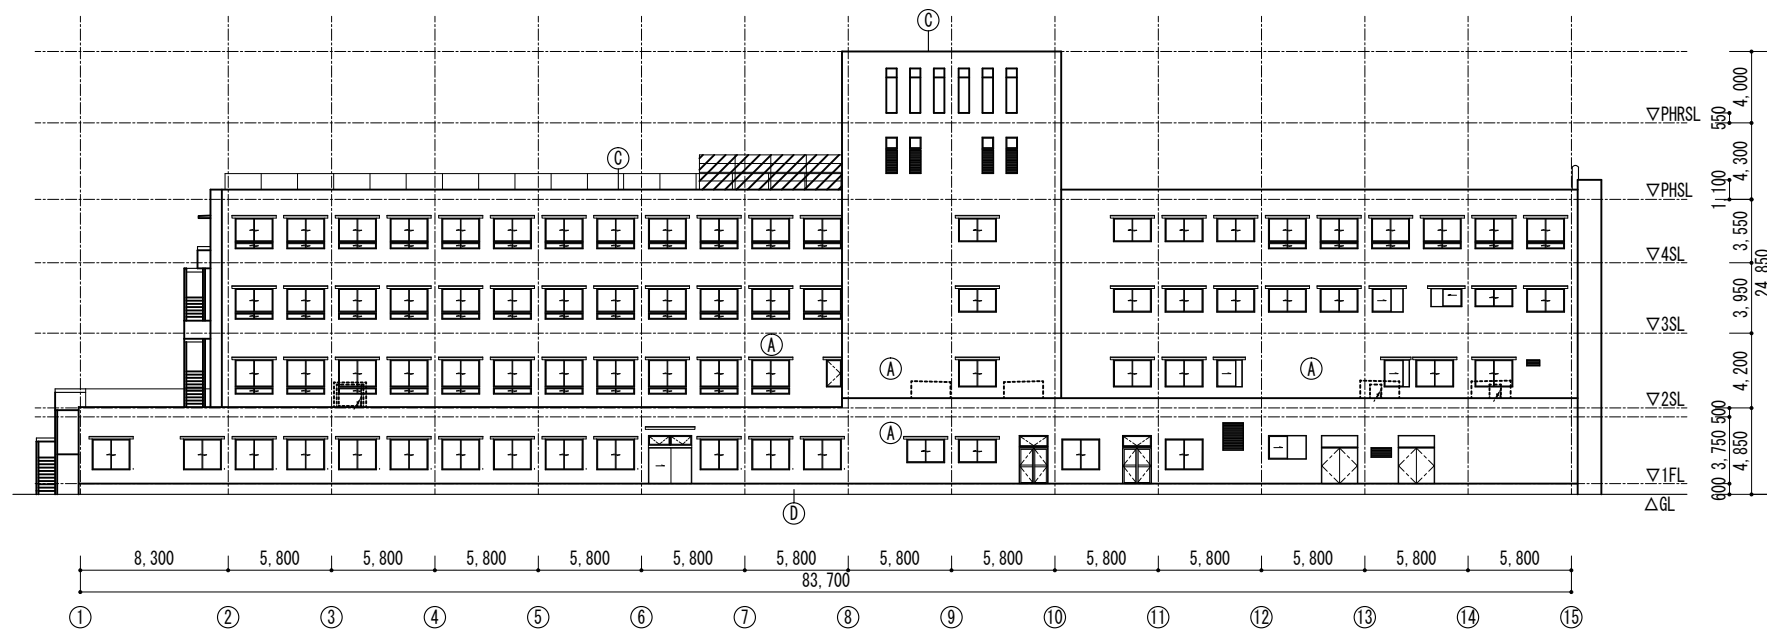 C
▽PHRSL
550
4,000
C
4,300
▽PHSL
1,100
3,550
▽4SL
3,950
24,850
▽3SL
A
A
A
4,200
▽2SL
500
A
3,750
4,850
▽1FL
600
△GL
D
8,300 5,800 5,800 5,800 5,800 5,800 5,800 5,800 5,800 5,800 5,800 5,800 5,800 5,800
83,700
1 2 3 4 5 6 7 8 9 10 11 12 13 14 15